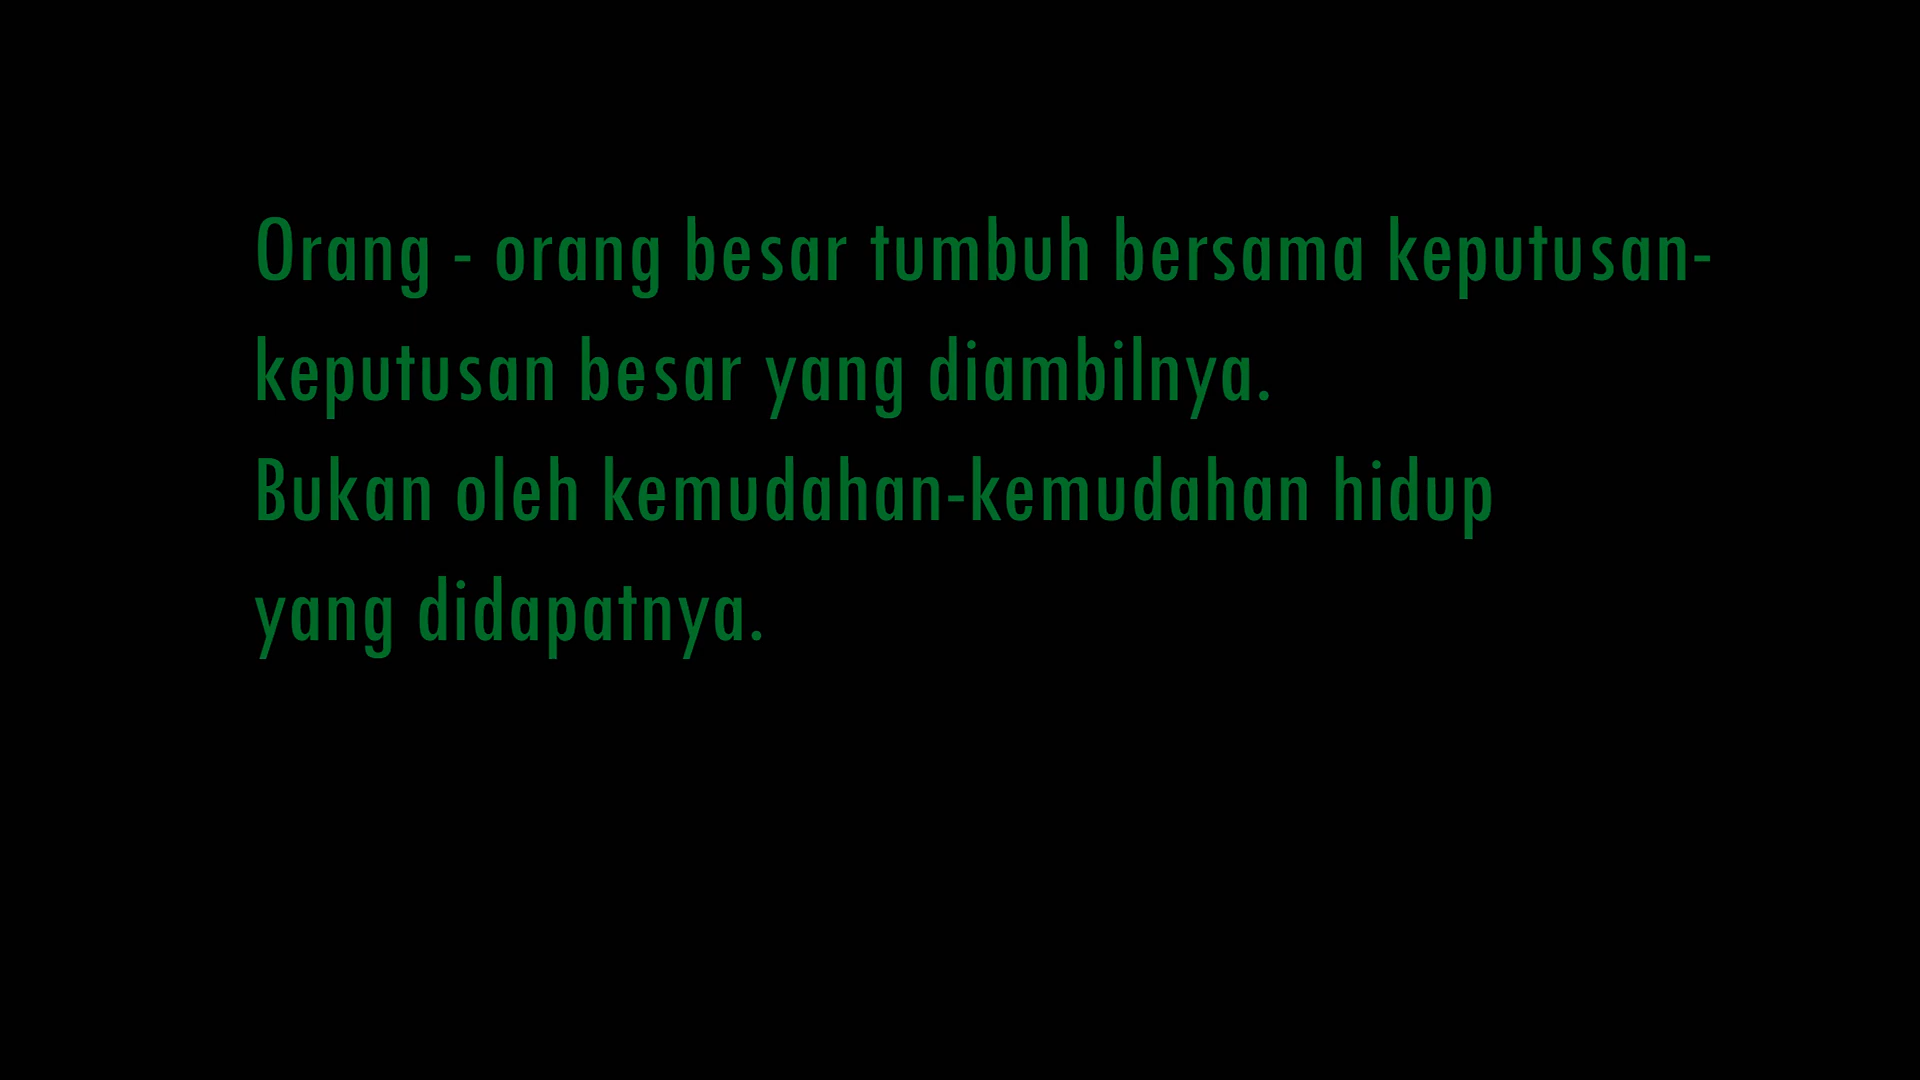 Orang - orang besar tumbuh bersama keputusan-
keputusan besar yang diambilnya.
Bukan oleh kemudahan-kemudahan hidup
yang didapatnya.